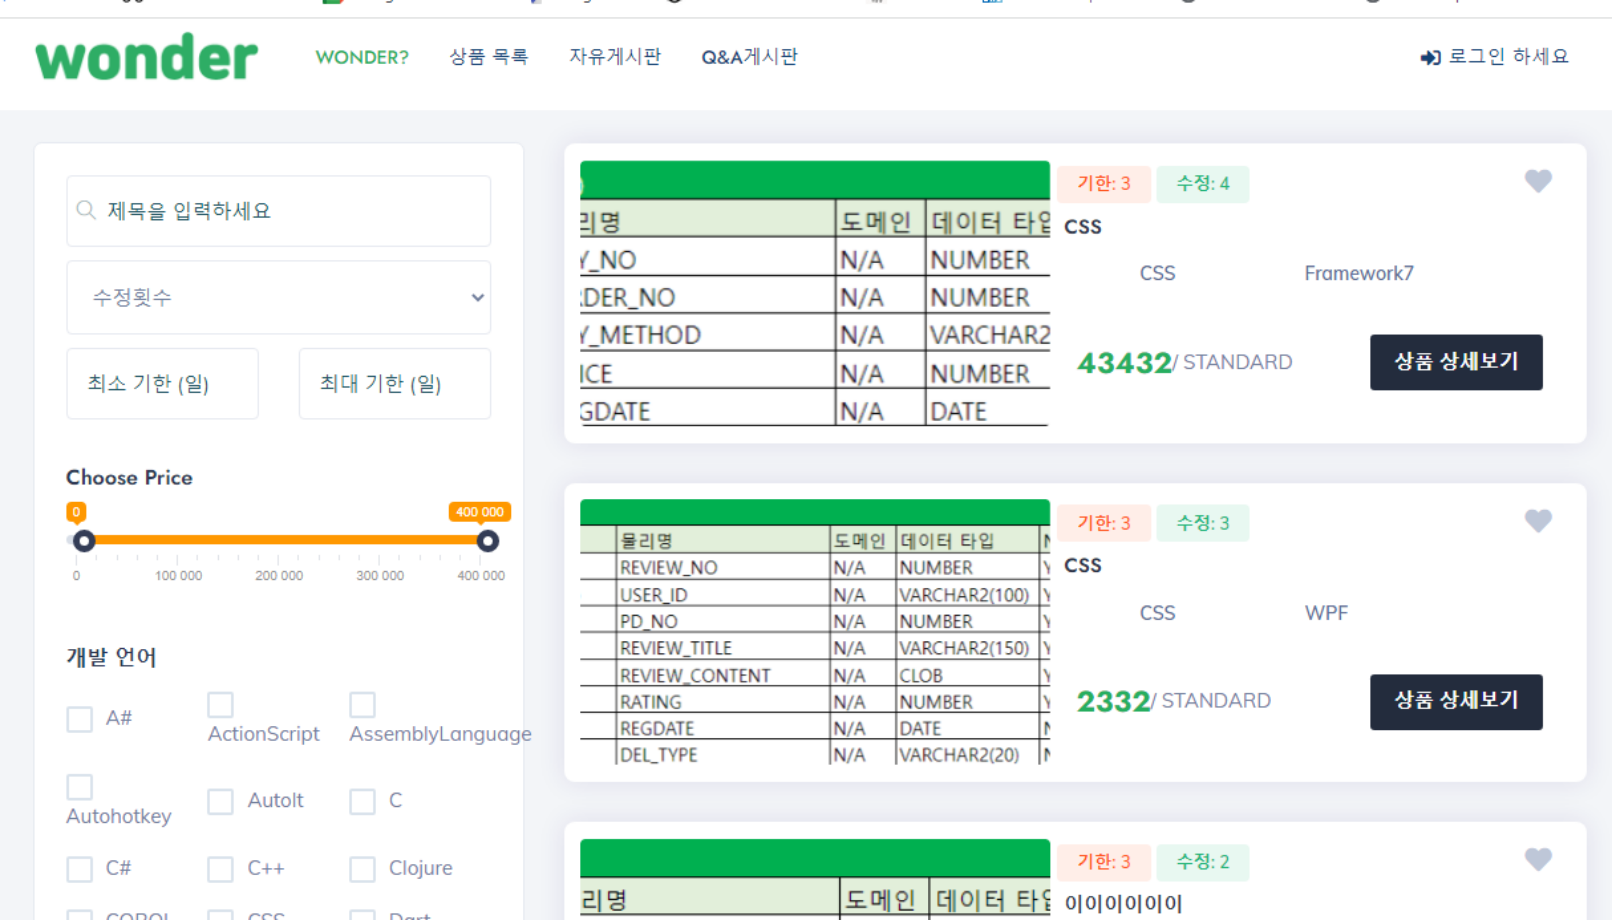 wonder
WONDER? 상품 목록 자유게시판 Q&A게시판 로그인 하세요
제목을 입력하세요
수정횟수
최소 기한 (일) 최대 기한 (일)
Choose Price
0 400 000
0 100 000 200 000 300 000 400 000
개발 언어
A# ActionScript AssemblyLanguage
Autohotkey AutoIt C
C# C++ Clojure
COBOL CSS Dart
리명 도메인 데이터 타입
Y_NO N/A NUMBER
RDER_NO N/A NUMBER
Y_METHOD N/A VARCHAR2
ICE N/A NUMBER
GDATE N/A DATE
기한: 3 수정: 4
CSS
CSS Framework7
43432/ STANDARD 상품 상세보기
물리명 도메인 데이터 타입 N
REVIEW_NO N/A NUMBER Y
USER_ID N/A VARCHAR2(100) Y
PD_NO N/A NUMBER Y
REVIEW_TITLE N/A VARCHAR2(150) Y
REVIEW_CONTENT N/A CLOB Y
RATING N/A NUMBER Y
REGDATE N/A DATE N
DEL_TYPE N/A VARCHAR2(20) N
기한: 3 수정: 3
CSS
CSS WPF
2332/ STANDARD 상품 상세보기
리명 도메인 데이터 타입
기한: 3 수정: 2
이이이이이이